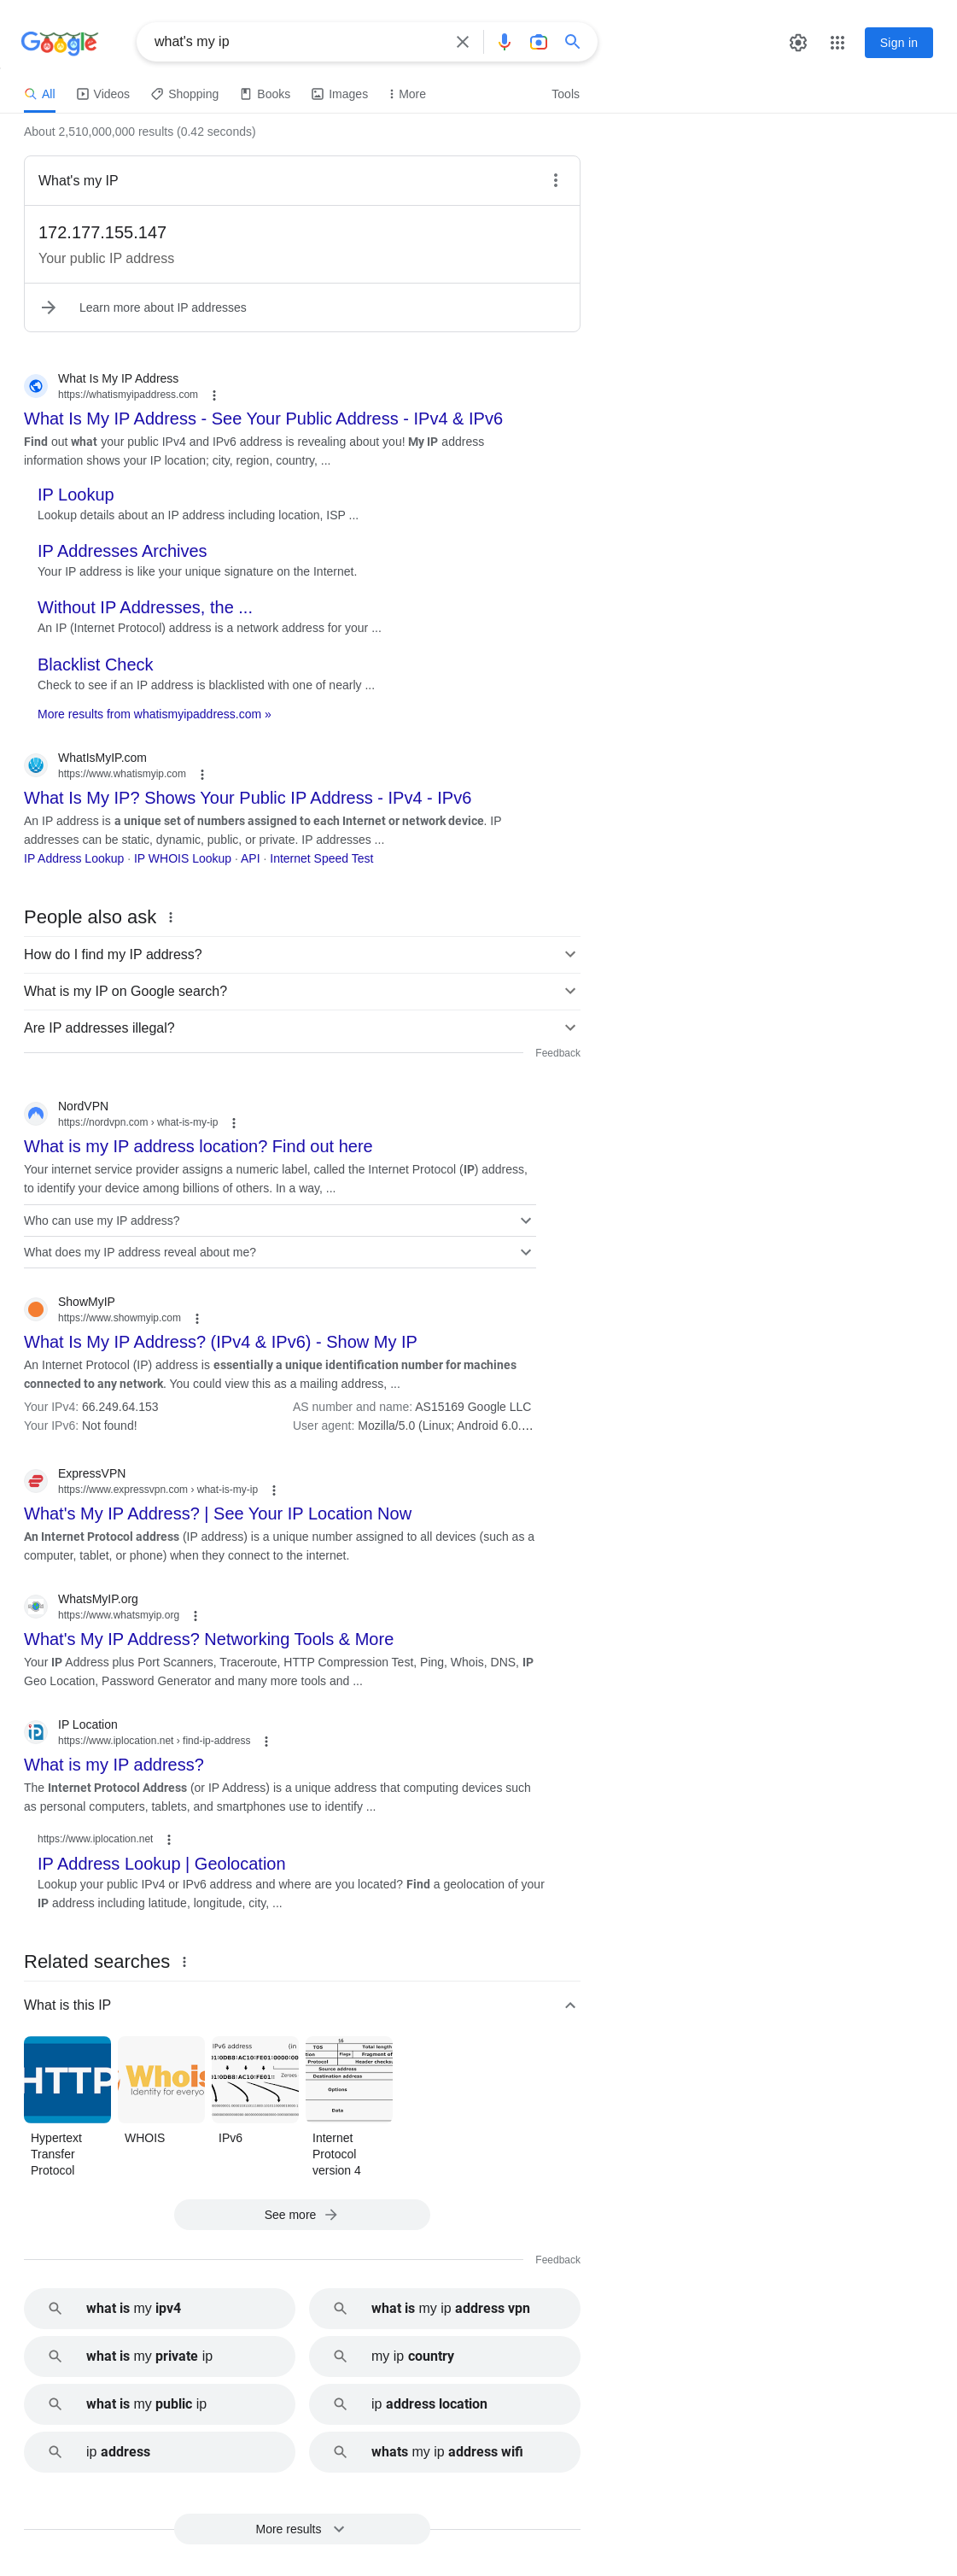 Google
what's my ip
Sign in
All
Videos
Shopping
Books
Images
More
Tools
About 2,510,000,000 results (0.42 seconds)
What's my IP
172.177.155.147
Your public IP address
Learn more about IP addresses
What Is My IP Address
https://whatismyipaddress.com
What Is My IP Address - See Your Public Address - IPv4 & IPv6
Find out what your public IPv4 and IPv6 address is revealing about you! My IP address
information shows your IP location; city, region, country, ...
IP Lookup
Lookup details about an IP address including location, ISP ...
IP Addresses Archives
Your IP address is like your unique signature on the Internet.
Without IP Addresses, the ...
An IP (Internet Protocol) address is a network address for your ...
Blacklist Check
Check to see if an IP address is blacklisted with one of nearly ...
More results from whatismyipaddress.com »
WhatIsMyIP.com
https://www.whatismyip.com
What Is My IP? Shows Your Public IP Address - IPv4 - IPv6
An IP address is a unique set of numbers assigned to each Internet or network device. IP
addresses can be static, dynamic, public, or private. IP addresses ...
IP Address Lookup · IP WHOIS Lookup · API · Internet Speed Test
People also ask
How do I find my IP address?
What is my IP on Google search?
Are IP addresses illegal?
Feedback
NordVPN
https://nordvpn.com › what-is-my-ip
What is my IP address location? Find out here
Your internet service provider assigns a numeric label, called the Internet Protocol (IP) address,
to identify your device among billions of others. In a way, ...
Who can use my IP address?
What does my IP address reveal about me?
ShowMyIP
https://www.showmyip.com
What Is My IP Address? (IPv4 & IPv6) - Show My IP
An Internet Protocol (IP) address is essentially a unique identification number for machines
connected to any network. You could view this as a mailing address, ...
Your IPv4: 66.249.64.153
AS number and name: AS15169 Google LLC
Your IPv6: Not found!
User agent: Mozilla/5.0 (Linux; Android 6.0....
ExpressVPN
https://www.expressvpn.com › what-is-my-ip
What's My IP Address? | See Your IP Location Now
An Internet Protocol address (IP address) is a unique number assigned to all devices (such as a
computer, tablet, or phone) when they connect to the internet.
WhatsMyIP.org
https://www.whatsmyip.org
What's My IP Address? Networking Tools & More
Your IP Address plus Port Scanners, Traceroute, HTTP Compression Test, Ping, Whois, DNS, IP
Geo Location, Password Generator and many more tools and ...
IP Location
https://www.iplocation.net › find-ip-address
What is my IP address?
The Internet Protocol Address (or IP Address) is a unique address that computing devices such
as personal computers, tablets, and smartphones use to identify ...
https://www.iplocation.net
IP Address Lookup | Geolocation
Lookup your public IPv4 or IPv6 address and where are you located? Find a geolocation of your
IP address including latitude, longitude, city, ...
Related searches
What is this IP
HTTP
Whois
Identity for everyo
IPv6 address (in
Zeroes
16
TOS Total length
Flags Fragment of
Protocol Header checks
Source address
Destination address
Options
Data
Hypertext
Transfer
Protocol
WHOIS
IPv6
Internet
Protocol
version 4
See more
Feedback
what is my ipv4
what is my ip address vpn
what is my private ip
my ip country
what is my public ip
ip address location
ip address
whats my ip address wifi
More results